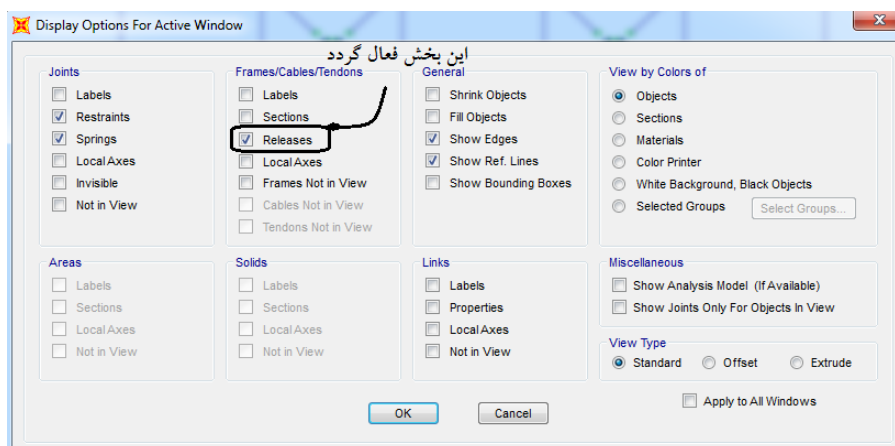 Display Options For Active Window
این بخش فعال گردد
Joints
Labels
Restraints
Springs
Local Axes
Invisible
Not in View
Frames/Cables/Tendons
Labels
Sections
Releases
Local Axes
Frames Not in View
Cables Not in View
Tendons Not in View
General
Shrink Objects
Fill Objects
Show Edges
Show Ref. Lines
Show Bounding Boxes
View by Colors of
Objects
Sections
Materials
Color Printer
White Background, Black Objects
Selected Groups
Select Groups...
Areas
Labels
Sections
Local Axes
Not in View
Solids
Labels
Sections
Local Axes
Not in View
Links
Labels
Properties
Local Axes
Not in View
Miscellaneous
Show Analysis Model (If Available)
Show Joints Only For Objects In View
View Type
Standard
Offset
Extrude
Apply to All Windows
OK
Cancel